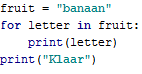 fruit = "banaan"
for letter in fruit:
    print(letter)
print("Klaar")